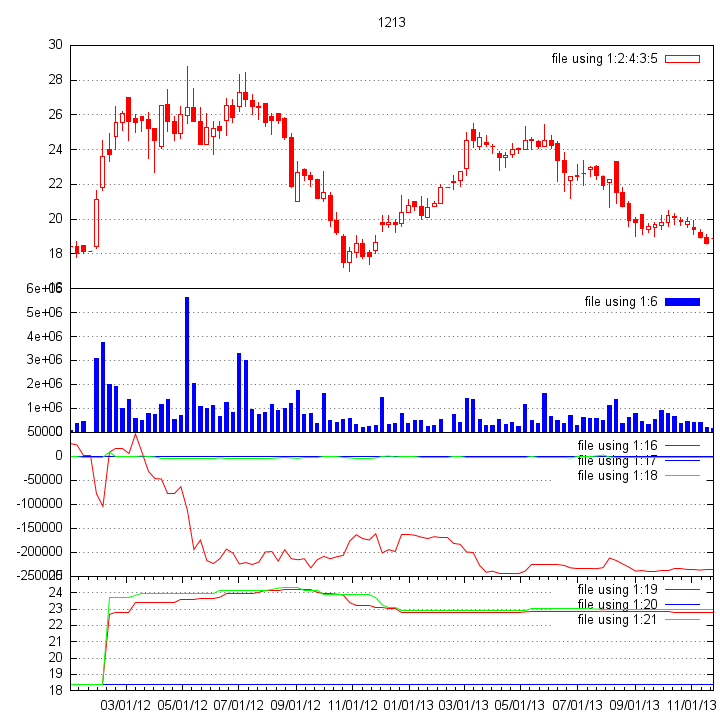 1213
30
file using 1:2:4:3:5
28
26
24
22
20
18
6e+06
file using 1:6
5e+06
4e+06
3e+06
2e+06
1e+06
50000
file using 1:16
0
file using 1:17
-50000
file using 1:18
-100000
-150000
-200000
-250000
24
file using 1:19
23
file using 1:20
22
file using 1:21
21
20
19
18
03/01/12 05/01/12 07/01/12 09/01/12 11/01/12 01/01/13 03/01/13 05/01/13 07/01/13 09/01/13 11/01/13